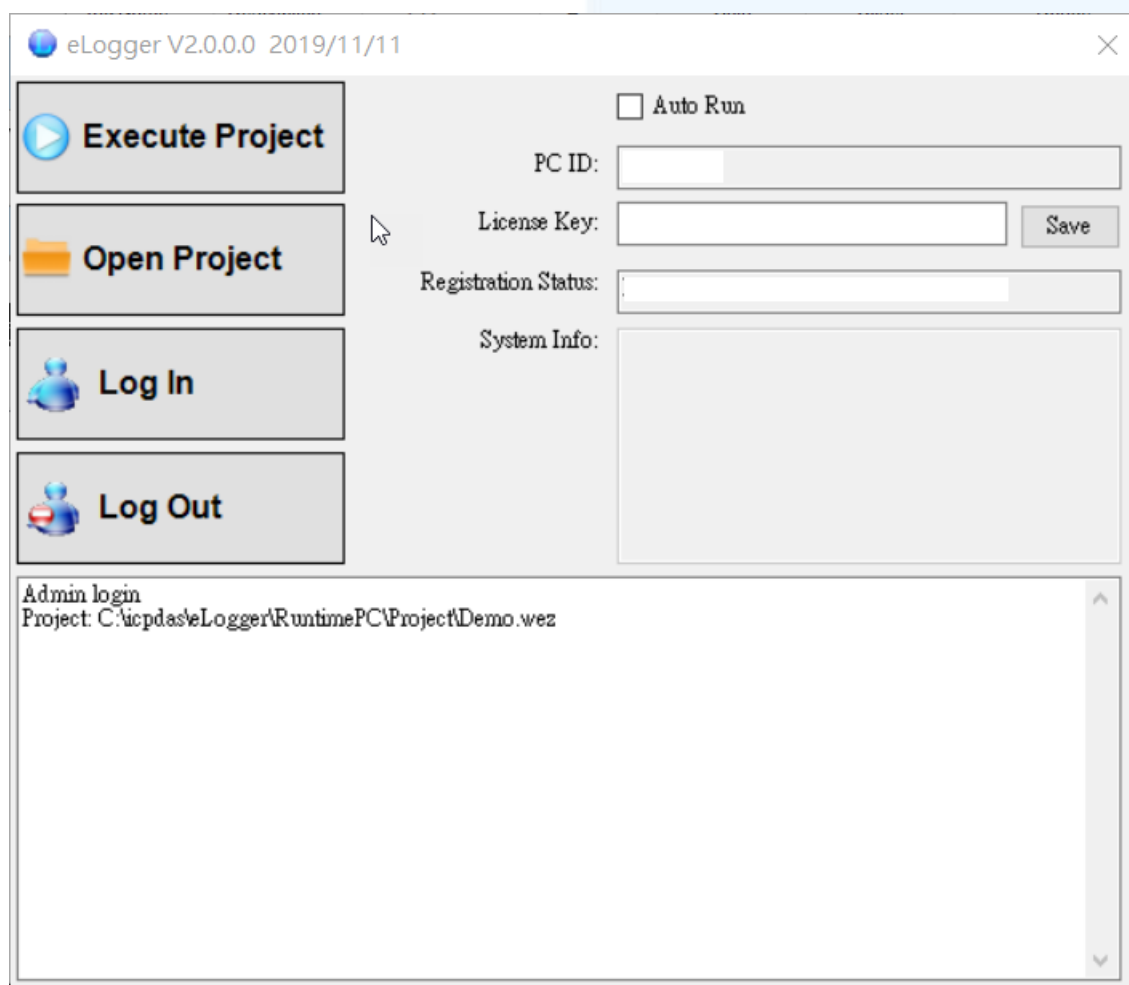 eLogger V2.0.0.0 2019/11/11
Execute Project
Open Project
Log In
Log Out
Auto Run
PC ID:
License Key:
Save
Registration Status:
System Info:
Admin login
Project: C:\icpdas\eLogger\RuntimePC\Project\Demo.wez